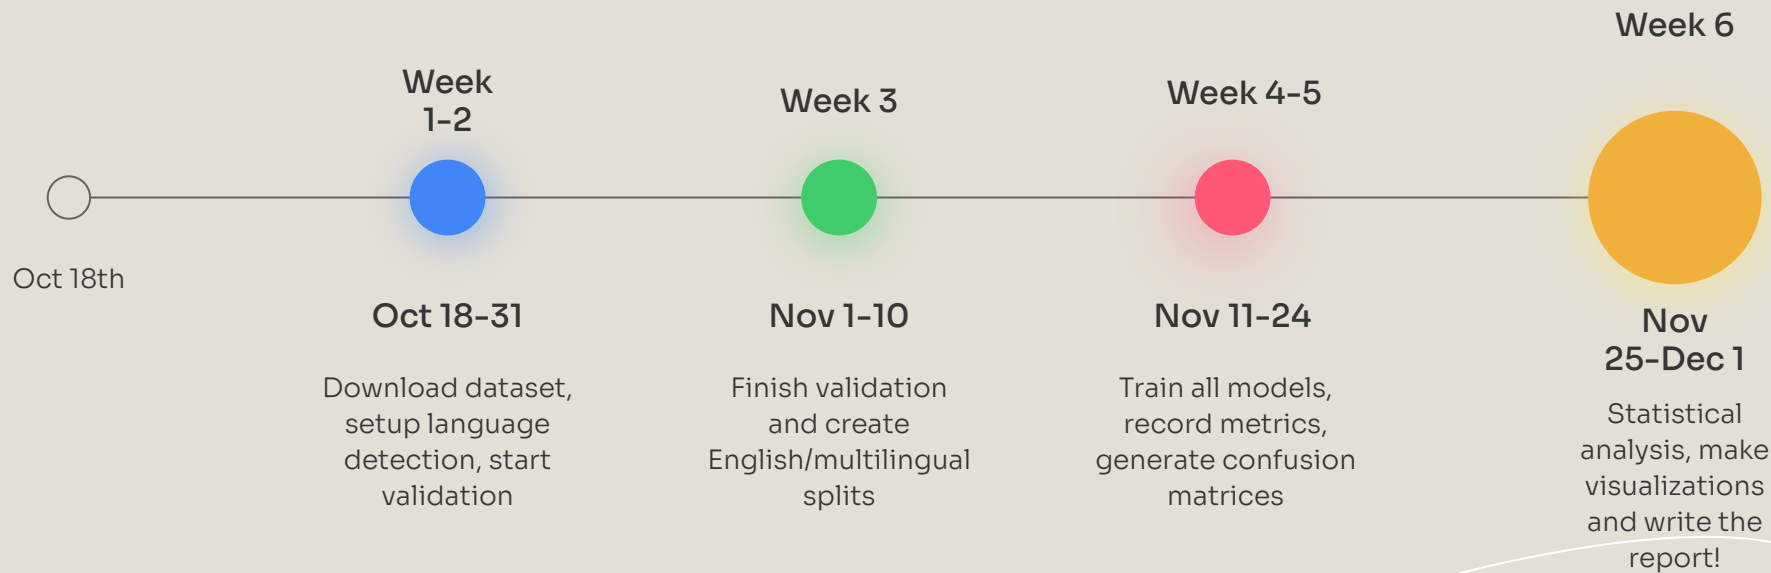 Oct 18th
Week
1-2
Oct 18-31
Download dataset,
setup language
detection, start
validation
Week 3
Nov 1-10
Finish validation
and create
English/multilingual
splits
Week 4-5
Nov 11-24
Train all models,
record metrics,
generate confusion
matrices
Week 6
Nov
25-Dec 1
Statistical
analysis, make
visualizations
and write the
report!